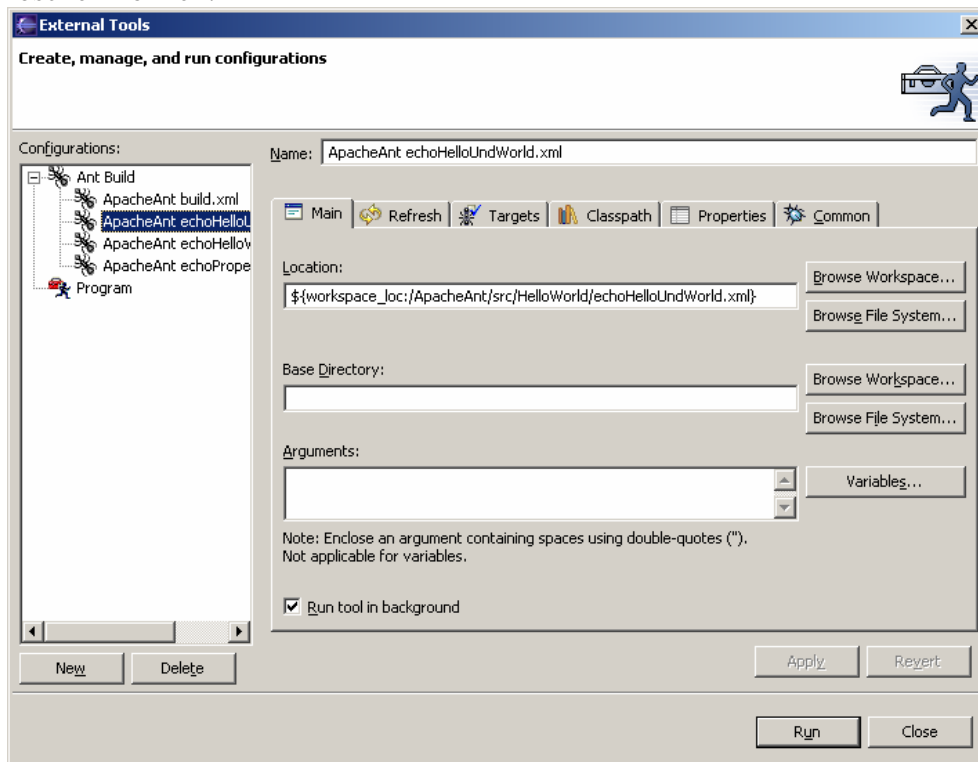 External Tools
Create, manage, and run configurations
Configurations:
Ant Build
ApacheAnt build.xml
ApacheAnt echoHelloU
ApacheAnt echoHelloW
ApacheAnt echoPrope
Program
New
Delete
Name: ApacheAnt echoHelloUndWorld.xml
Main Refresh Targets Classpath Properties Common
Location:
${workspace_loc:/ApacheAnt/src/HelloWorld/echoHelloUndWorld.xml}
Browse Workspace...
Browse File System...
Base Directory:
Browse Workspace...
Browse File System...
Arguments:
Variables...
Note: Enclose an argument containing spaces using double-quotes (").
Not applicable for variables.
Run tool in background
Apply Revert
Run Close